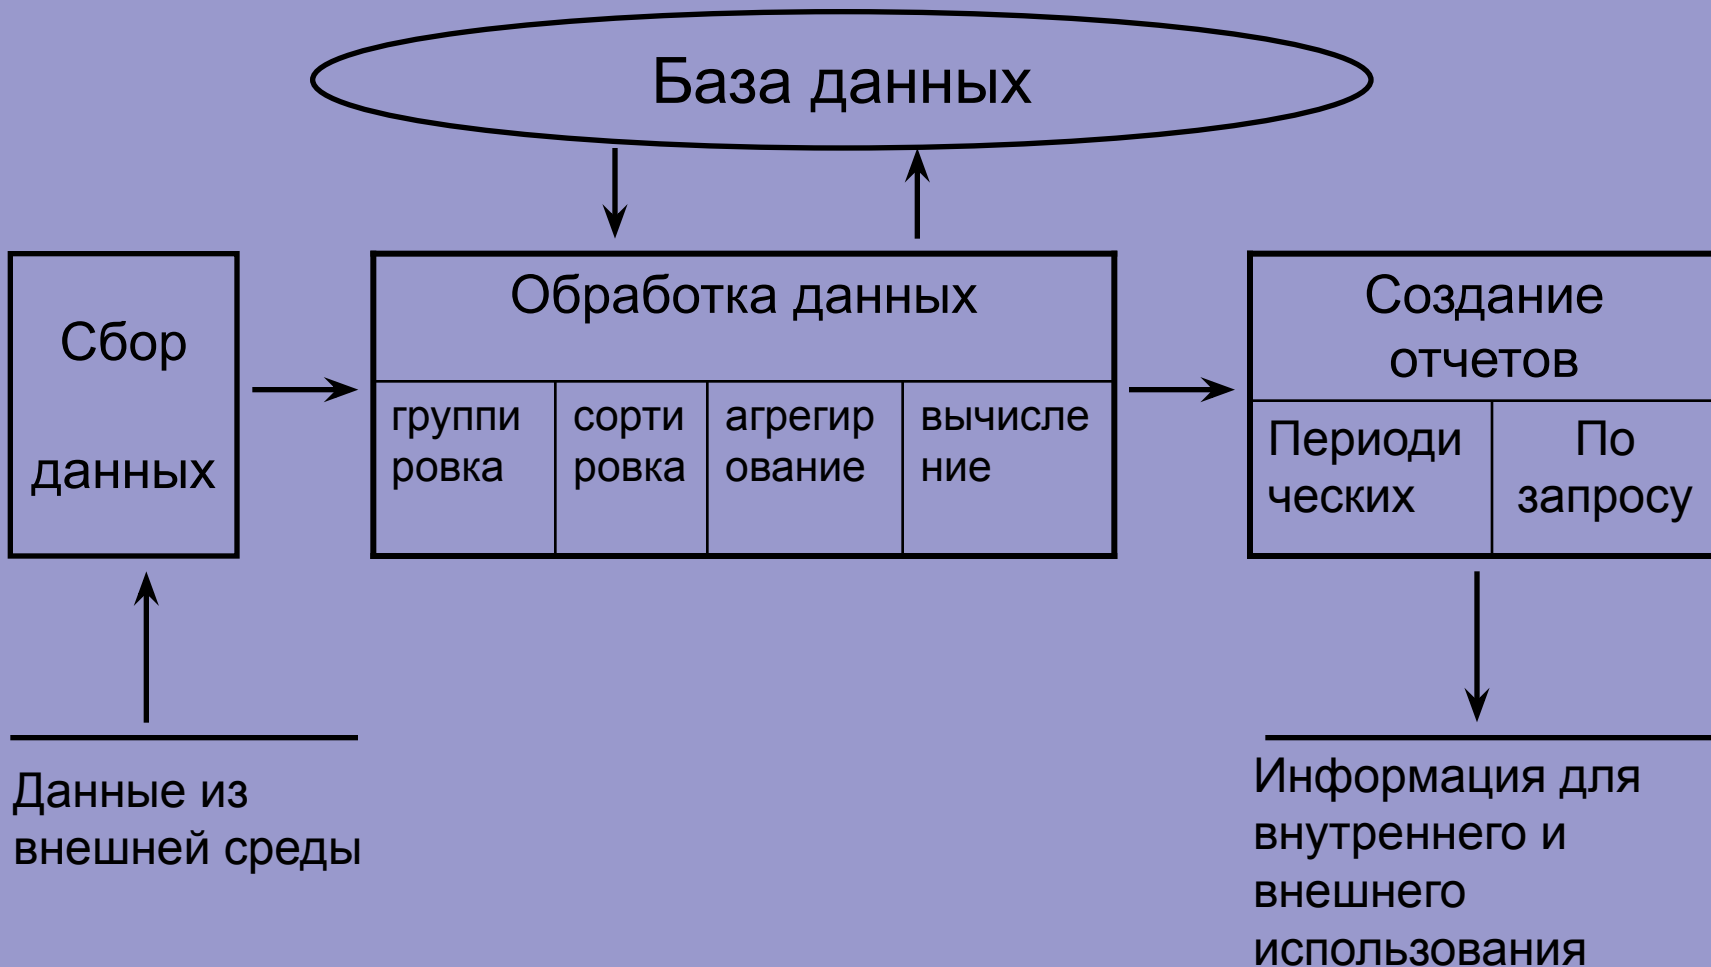 База данных
Сбор
данных
Обработка данных
группи
ровка
сорти
ровка
агрегир
ование
вычисле
ние
Создание
отчетов
Периоди
ческих
По
запросу
Данные из
внешней среды
Информация для
внутреннего и
внешнего
использования